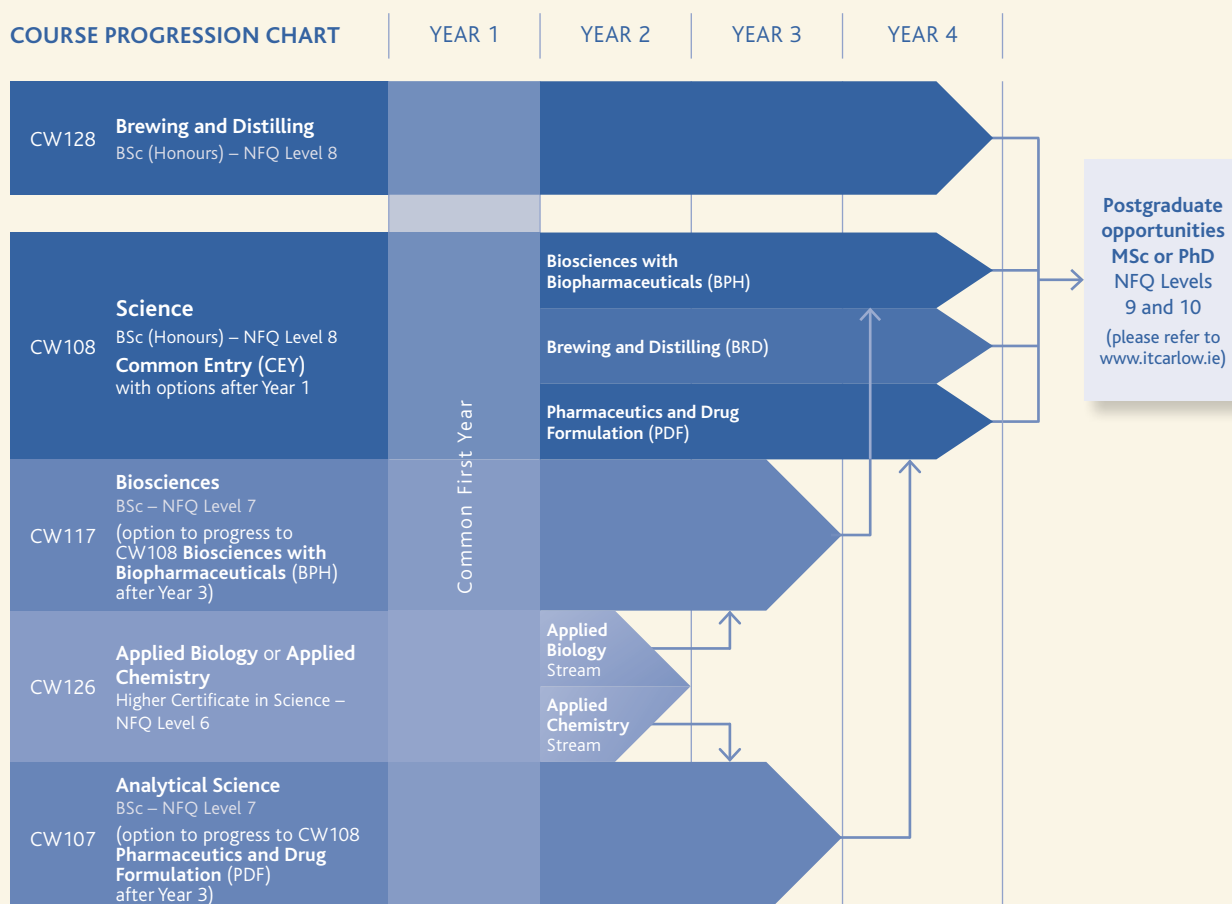 COURSE PROGRESSION CHART
YEAR 1
YEAR 2
YEAR 3
YEAR 4
CW128
Brewing and Distilling
BSc (Honours) – NFQ Level 8
CW108
Science
BSc (Honours) – NFQ Level 8
Common Entry (CEY)
with options after Year 1
Biosciences with
Biopharmaceuticals (BPH)
Brewing and Distilling (BRD)
Pharmaceutics and Drug
Formulation (PDF)
Postgraduate
opportunities
MSc or PhD
NFQ Levels
9 and 10
(please refer to
www.itcarlow.ie)
Common First Year
CW117
Biosciences
BSc – NFQ Level 7
(option to progress to
CW108 Biosciences with
Biopharmaceuticals (BPH)
after Year 3)
CW126
Applied Biology or Applied
Chemistry
Higher Certificate in Science –
NFQ Level 6
Applied
Biology
Stream
Applied
Chemistry
Stream
CW107
Analytical Science
BSc – NFQ Level 7
(option to progress to CW108
Pharmaceutics and Drug
Formulation (PDF)
after Year 3)